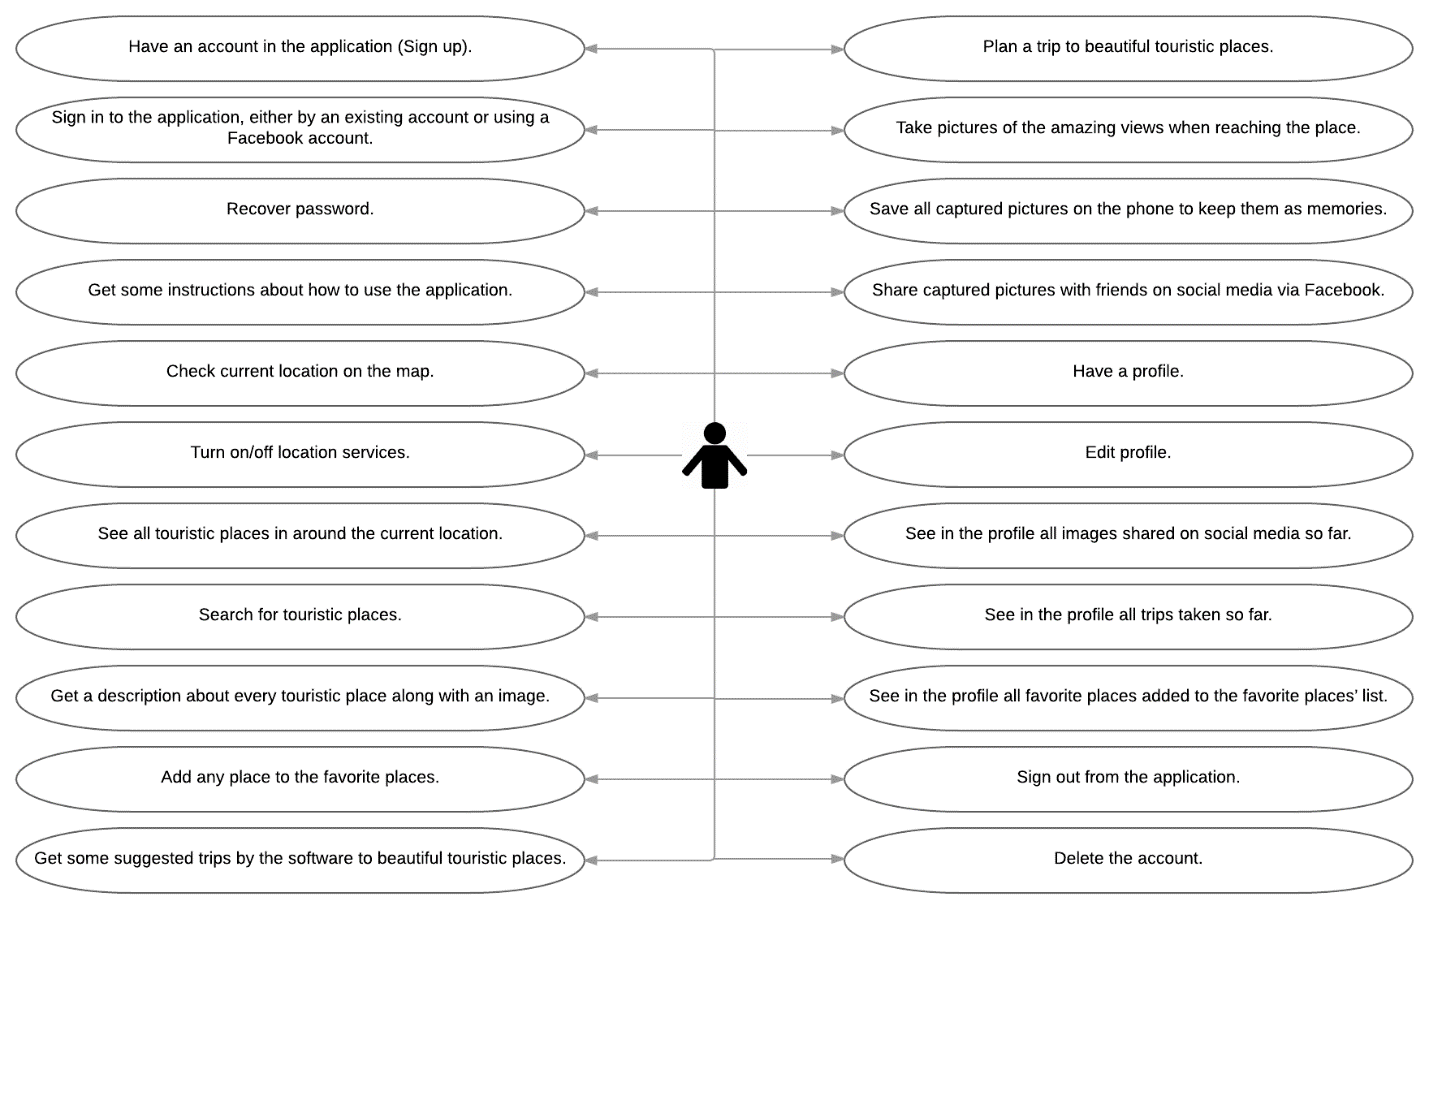 Have an account in the application (Sign up).
Sign in to the application, either by an existing account or using a
Facebook account.
Recover password.
Get some instructions about how to use the application.
Check current location on the map.
Turn on/off location services.
See all touristic places in around the current location.
Search for touristic places.
Get a description about every touristic place along with an image.
Add any place to the favorite places.
Get some suggested trips by the software to beautiful touristic places.
Plan a trip to beautiful touristic places.
Take pictures of the amazing views when reaching the place.
Save all captured pictures on the phone to keep them as memories.
Share captured pictures with friends on social media via Facebook.
Have a profile.
Edit profile.
See in the profile all images shared on social media so far.
See in the profile all trips taken so far.
See in the profile all favorite places added to the favorite places’ list.
Sign out from the application.
Delete the account.